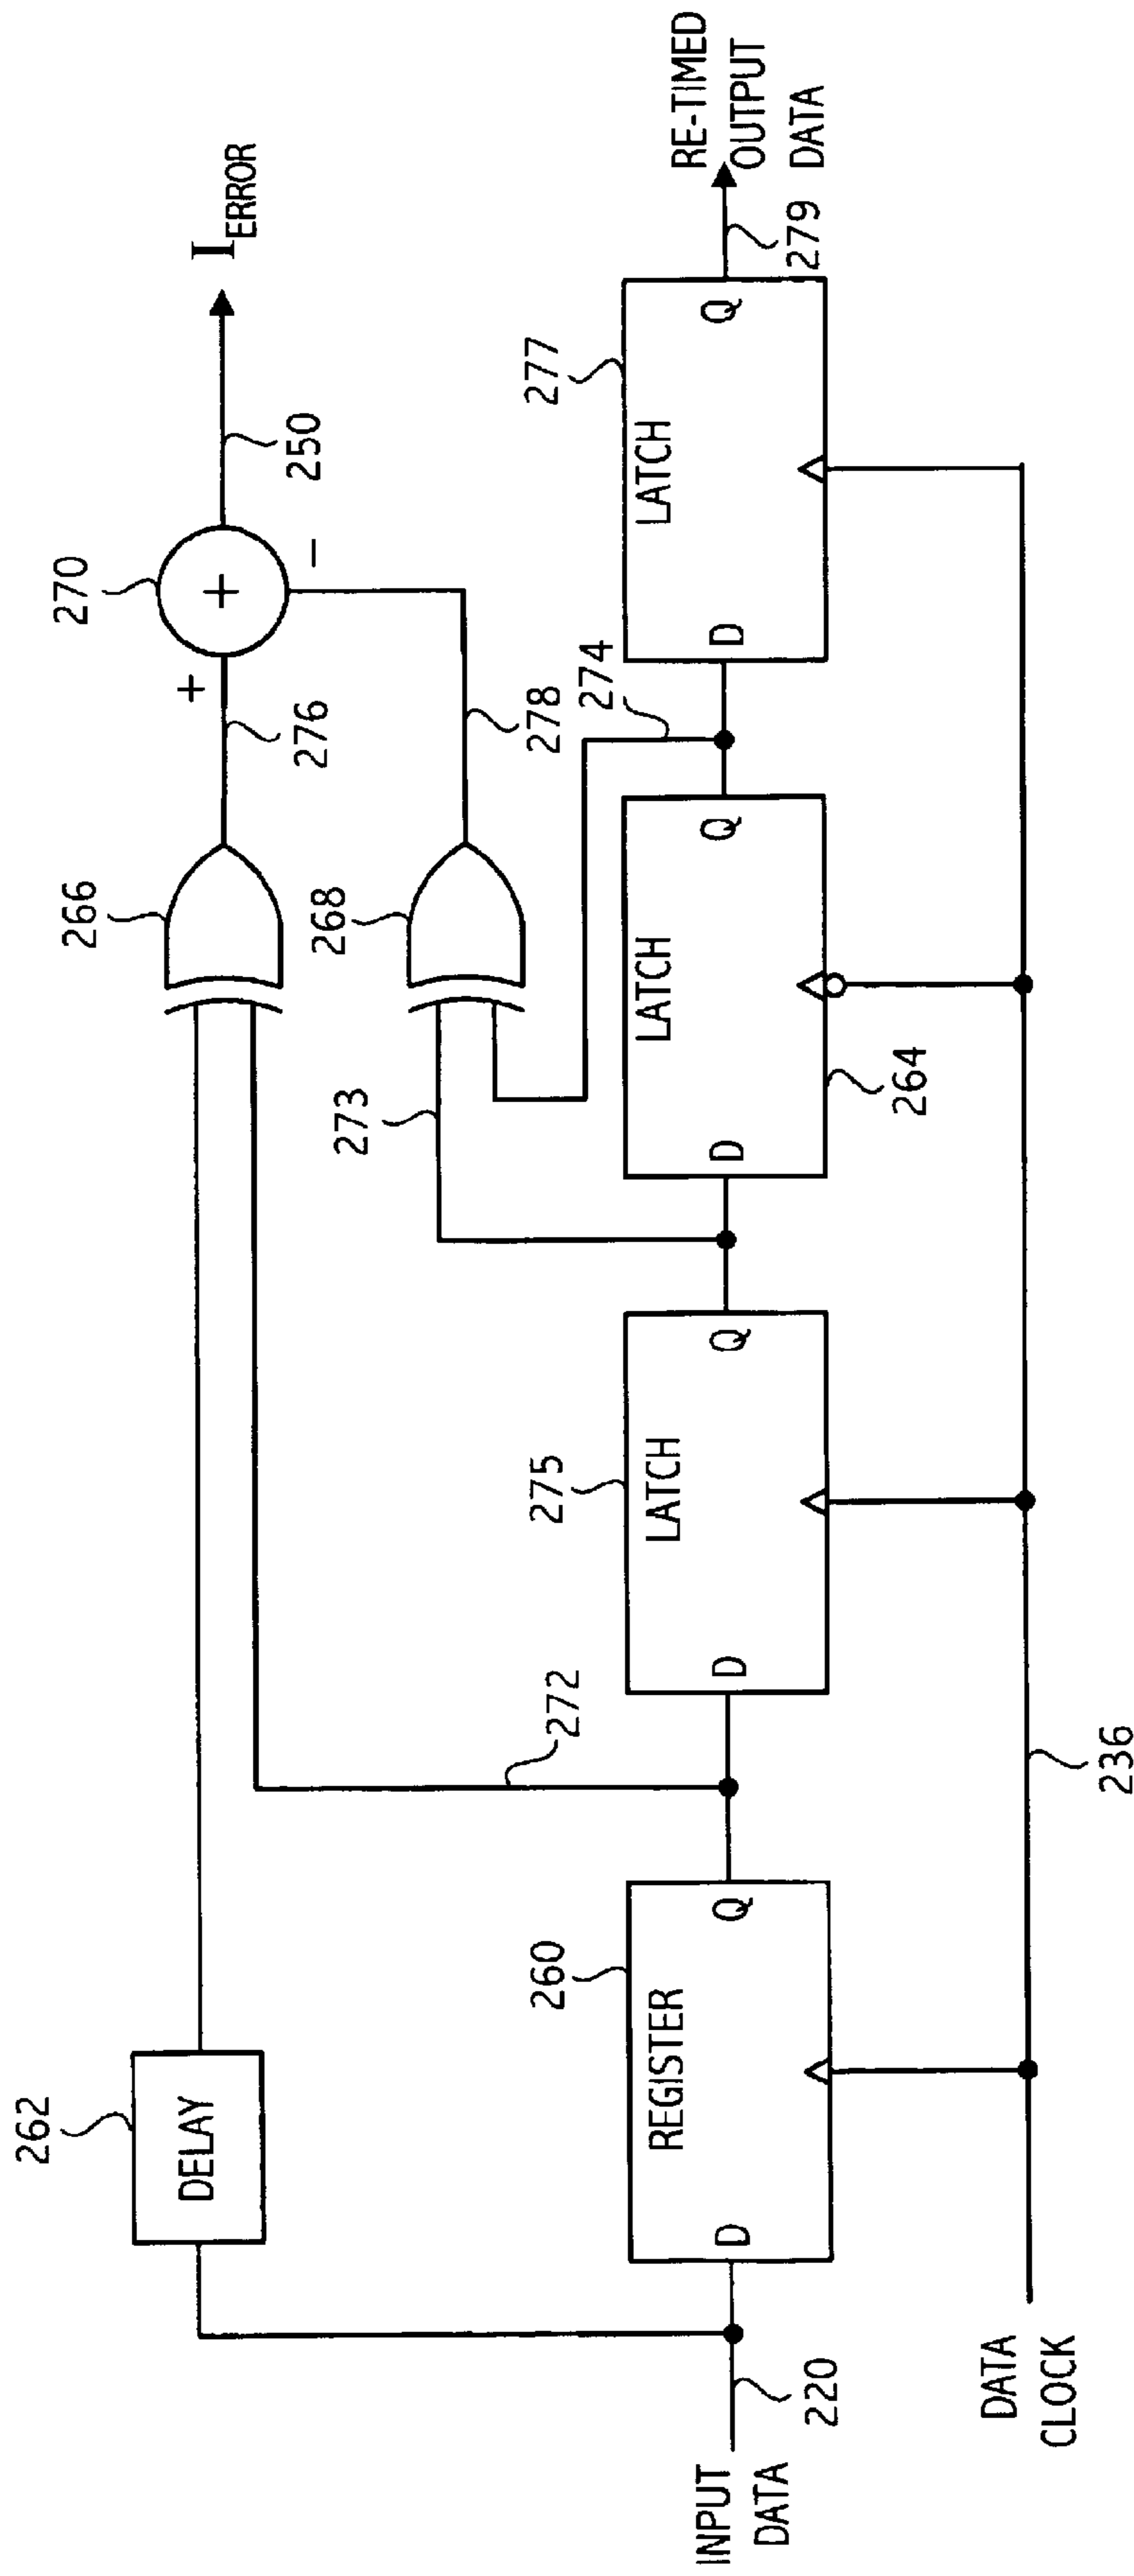 262
DELAY
266
276
+
270
+
−
250
I ERROR
272
273
268
278
274
INPUT
DATA
220
D
REGISTER
260
Q
D
LATCH
275
Q
D
LATCH
264
Q
D
LATCH
277
Q
279
RE-TIMED
OUTPUT
DATA
DATA
CLOCK
236